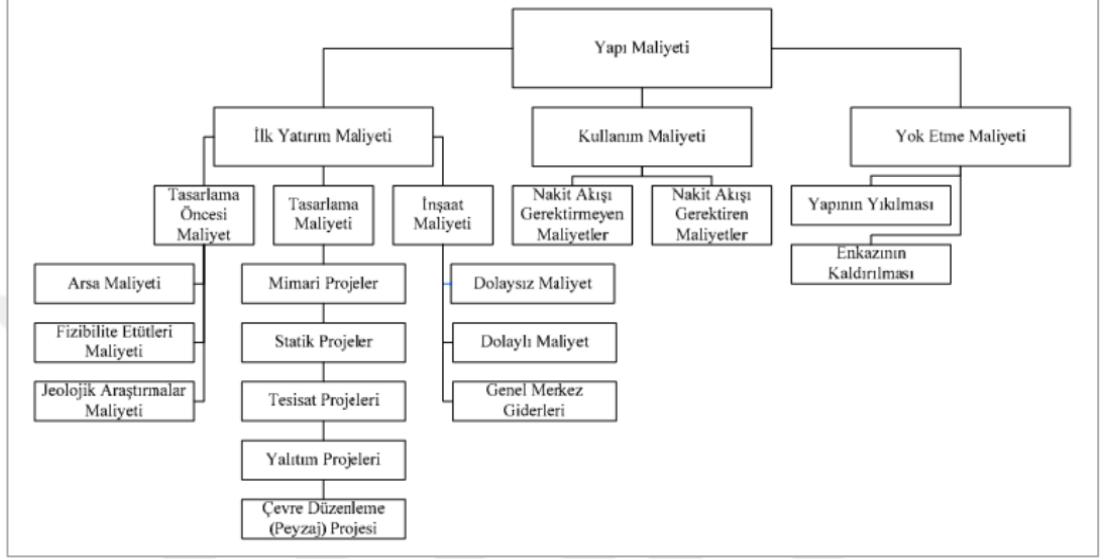 Yapı Maliyeti
İlk Yatırım Maliyeti
Kullanım Maliyeti
Yok Etme Maliyeti
Tasarlama
Öncesi
Maliyet
Tasarlama
Maliyeti
İnşaat
Maliyeti
Nakit Akışı
Gerektirmeyen
Maliyetler
Nakit Akışı
Gerektiren
Maliyetler
Yapının Yıkılması
Enkazının
Kaldırılması
Arsa Maliyeti
Fizibilite Etütleri
Maliyeti
Jeolojik Araştırmalar
Maliyeti
Mimari Projeler
Statik Projeler
Tesisat Projeleri
Yalıtım Projeleri
Çevre Düzenleme
(Peyzaj) Projesi
Dolaysız Maliyet
Dolaylı Maliyet
Genel Merkez
Giderleri